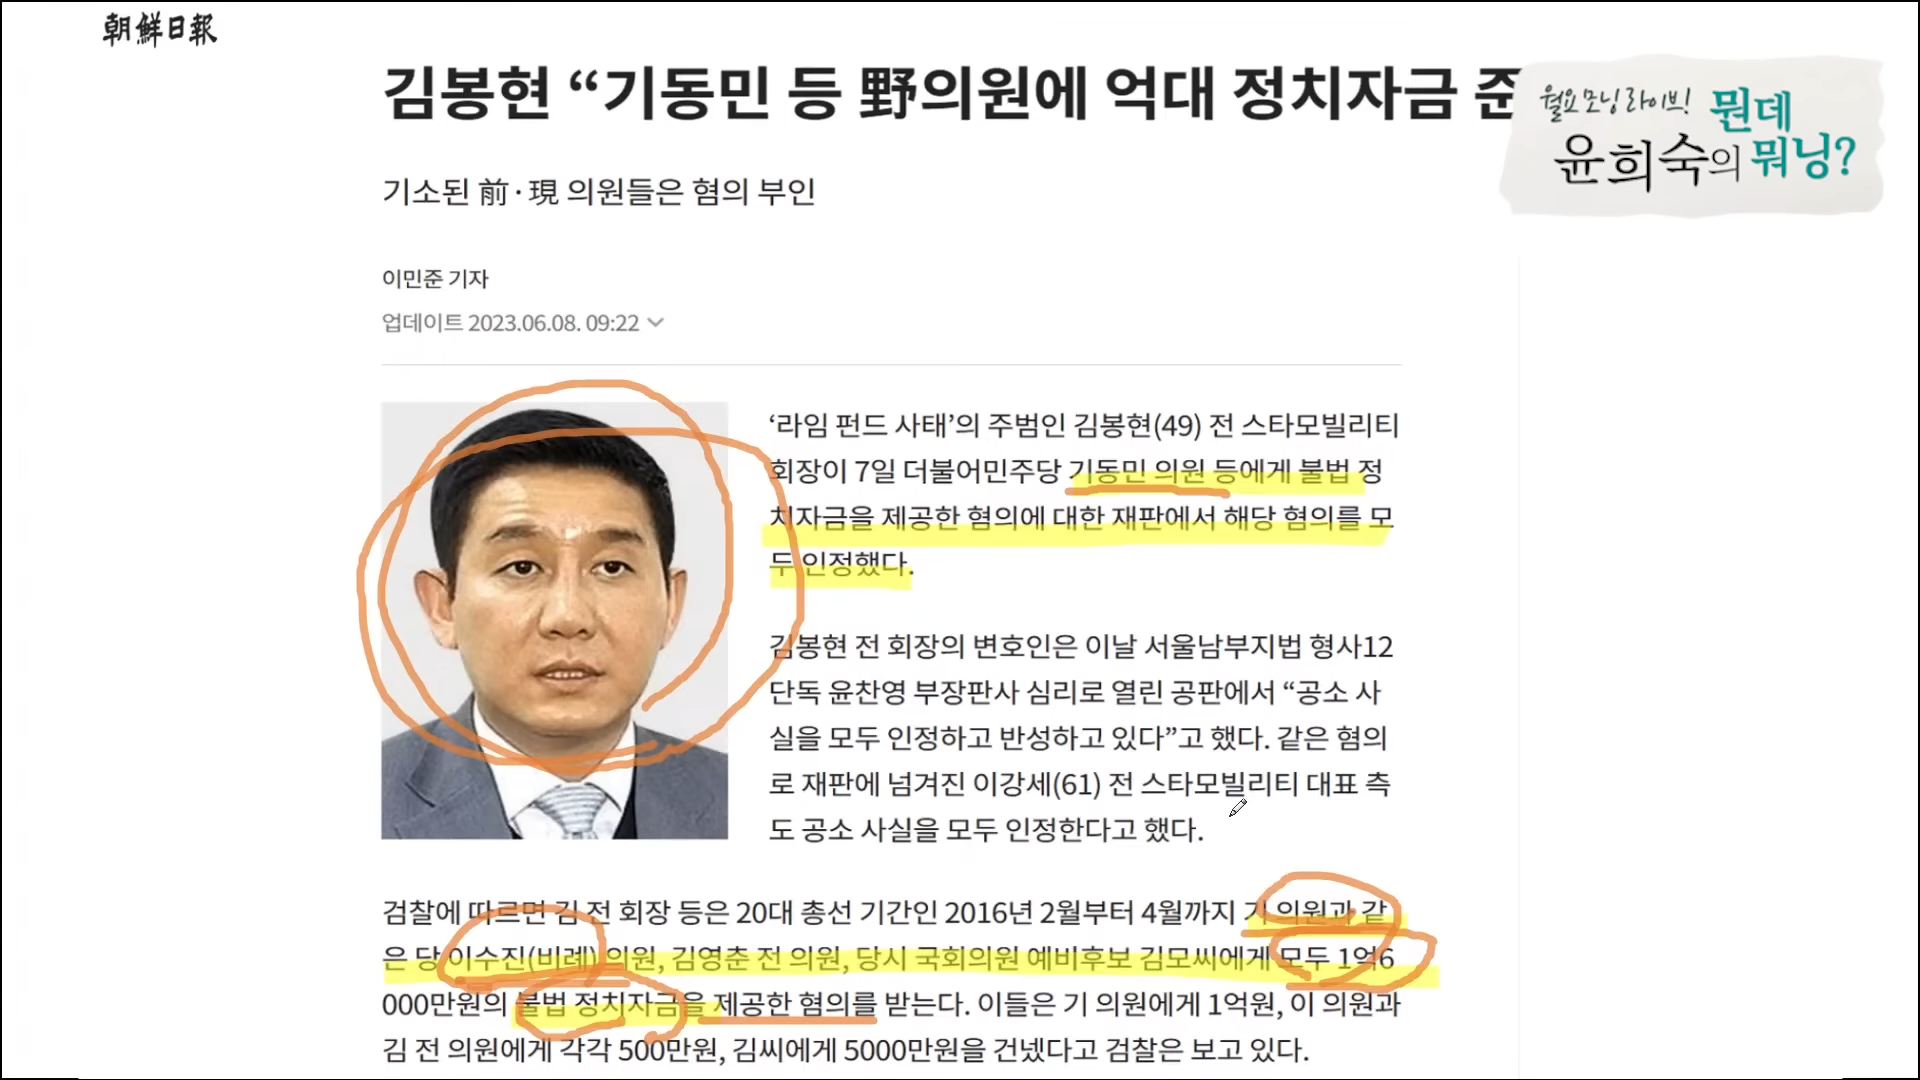 朝鮮日報
김봉현 “기동민 등 野의원에 억대 정치자금 준
월요 모닝 라이브! 뭔데
윤희숙의 뭐닝?
기소된 前·現 의원들은 혐의 부인
이민준 기자
업데이트 2023.06.08. 09:22
‘라임 펀드 사태’의 주범인 김봉현(49) 전 스타모빌리티
회장이 7일 더불어민주당 기동민 의원 등에게 불법 정
치자금을 제공한 혐의에 대한 재판에서 해당 혐의를 모
두 인정했다.
김봉현 전 회장의 변호인은 이날 서울남부지법 형사12
단독 윤찬영 부장판사 심리로 열린 공판에서 “공소 사
실을 모두 인정하고 반성하고 있다”고 했다. 같은 혐의
로 재판에 넘겨진 이강세(61) 전 스타모빌리티 대표 측
도 공소 사실을 모두 인정한다고 했다.
검찰에 따르면 김 전 회장 등은 20대 총선 기간인 2016년 2월부터 4월까지 기 의원과 같
은 당 이수진(비례) 의원, 김영춘 전 의원, 당시 국회의원 예비후보 김모씨에게 모두 1억6
000만원의 불법 정치자금을 제공한 혐의를 받는다. 이들은 기 의원에게 1억원, 이 의원과
김 전 의원에게 각각 500만원, 김씨에게 5000만원을 건넸다고 검찰은 보고 있다.